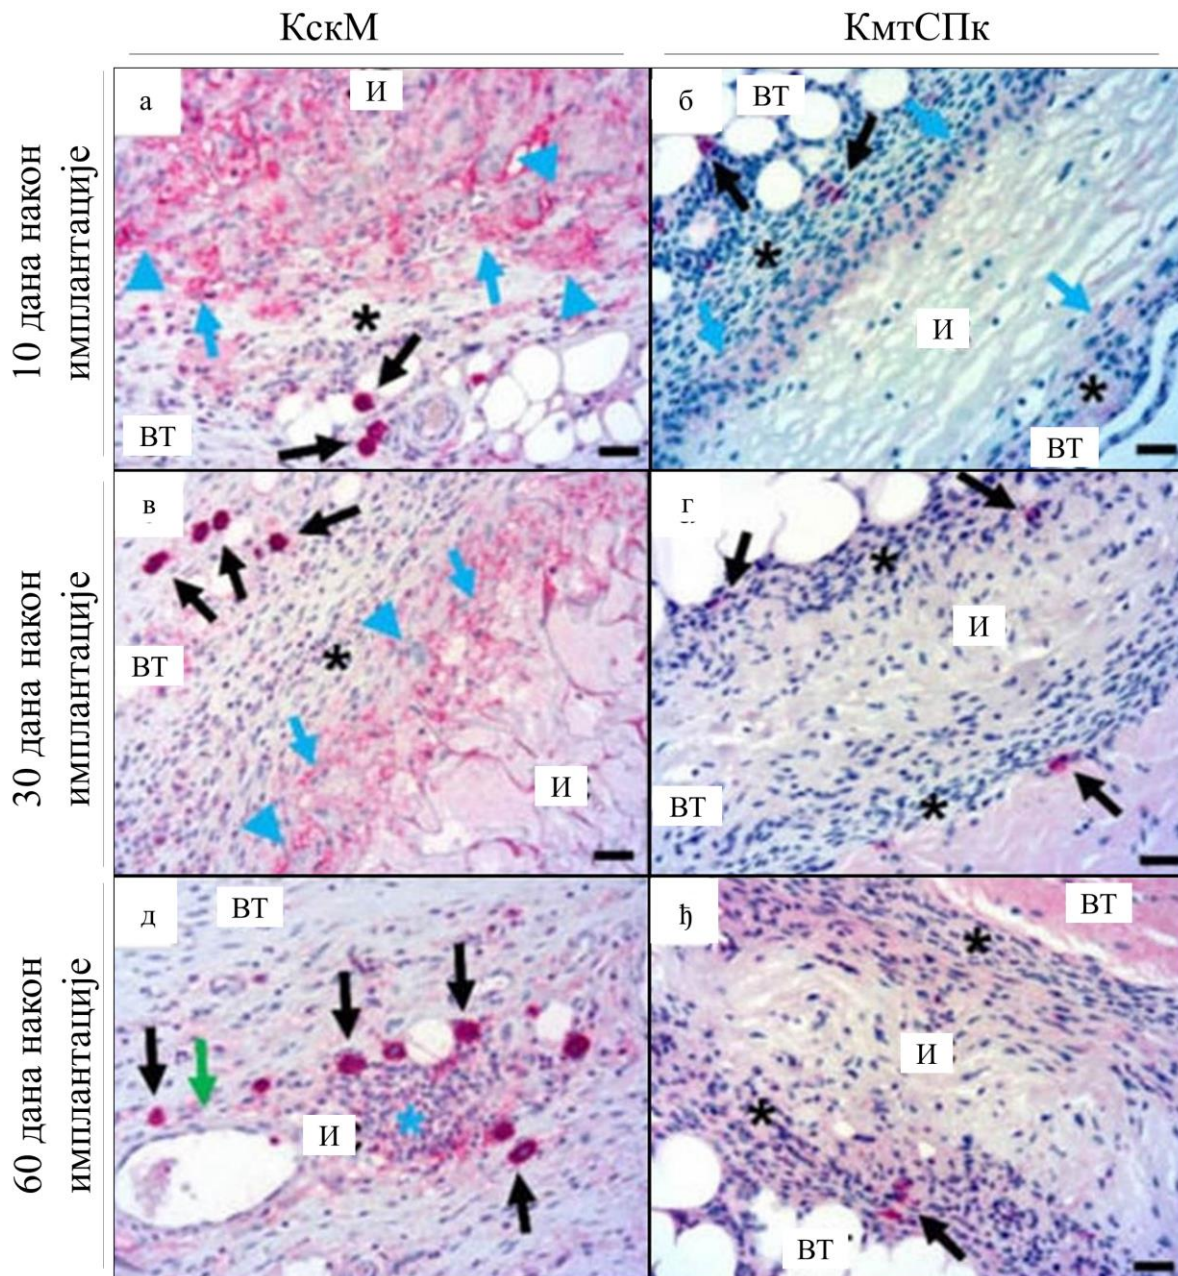 КскМ
КмтСПк
10 дана након
имплантације
а
И
ВТ
б
ВТ
И
ВТ
30 дана након
имплантације
в
ВТ
И
г
И
ВТ
60 дана након
имплантације
д
ВТ
И
ђ
ВТ
И
ВТ